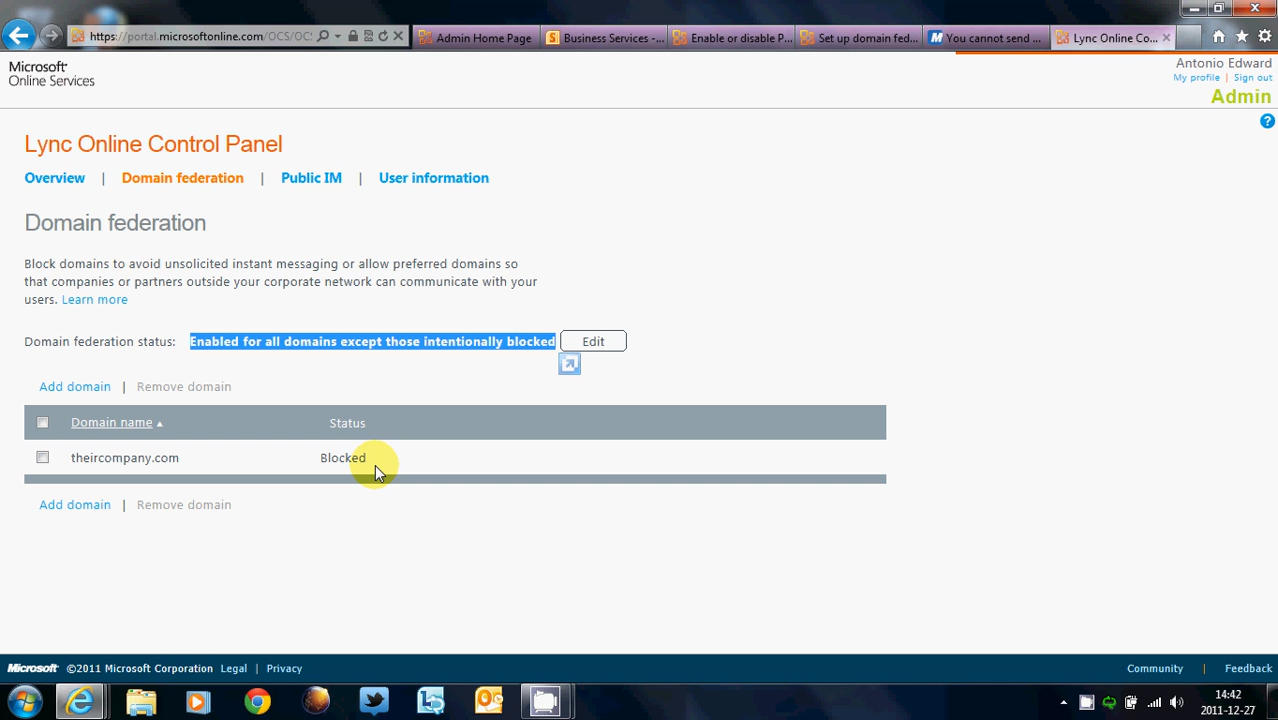 https://portal.microsoftonline.com/OCS/OCS
Admin Home Page
Business Services -...
Enable or disable P...
Set up domain fed...
You cannot send ...
Lync Online Co...
Microsoft
Online Services
Antonio Edward
My profile | Sign out
Admin
?
Lync Online Control Panel
Overview | Domain federation | Public IM | User information
Domain federation
Block domains to avoid unsolicited instant messaging or allow preferred domains so
that companies or partners outside your corporate network can communicate with your
users. Learn more
Domain federation status: Enabled for all domains except those intentionally blocked Edit
Add domain | Remove domain
Domain name Status
theircompany.com Blocked
Add domain | Remove domain
Microsoft ©2011 Microsoft Corporation Legal | Privacy Community | Feedback
14:42
2011-12-27